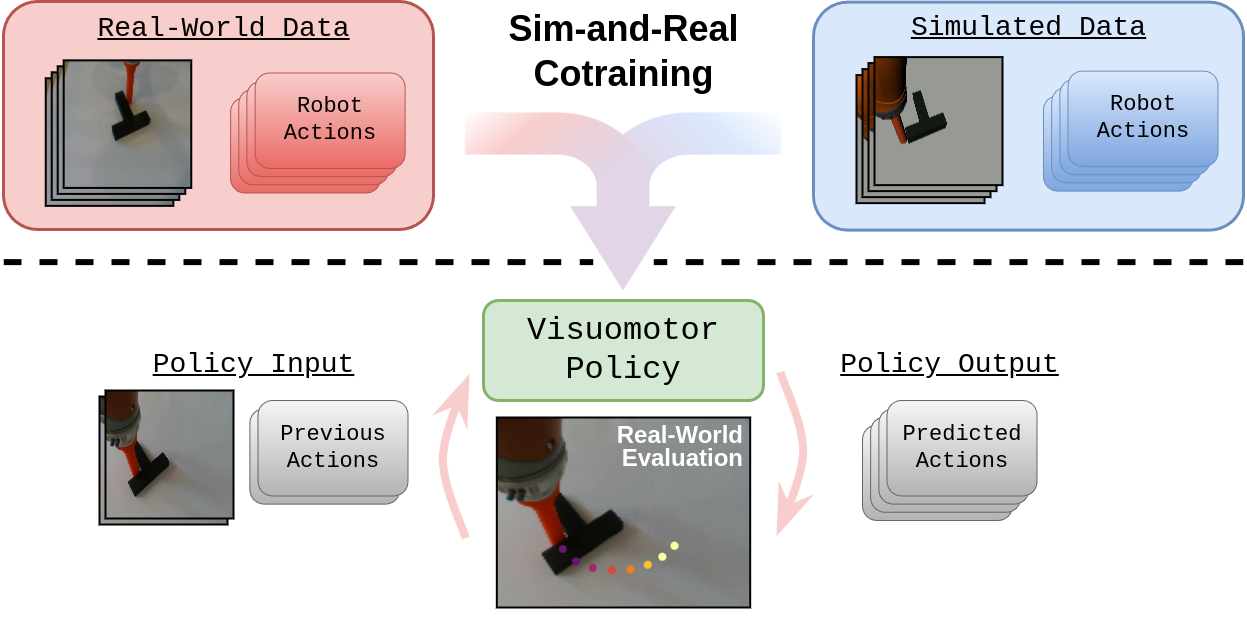 Real-World Data
Robot
Actions
Sim-and-Real
Cotraining
Simulated Data
Robot
Actions
Visuomotor
Policy
Policy Input
Previous
Actions
Real-World
Evaluation
Policy Output
Predicted
Actions